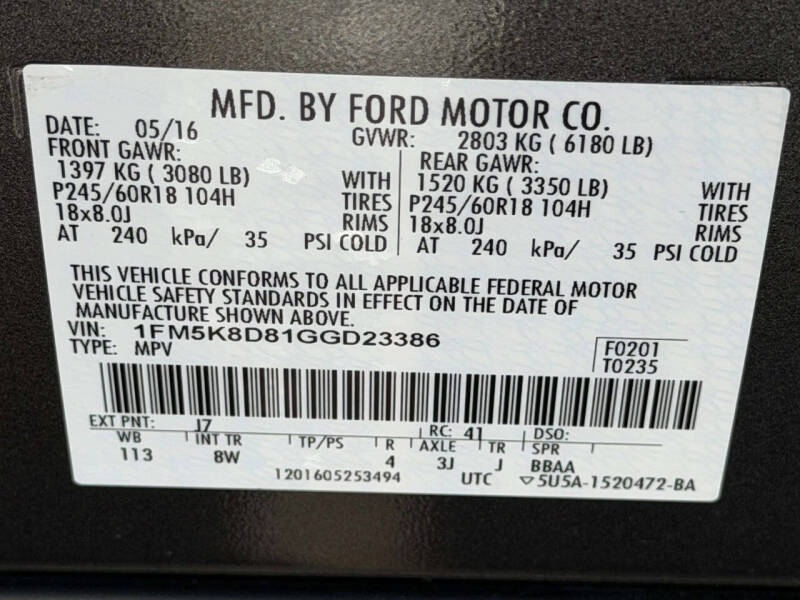 MFD. BY FORD MOTOR CO.
DATE: 05/16 GVWR: 2803 KG ( 6180 LB)
FRONT GAWR: REAR GAWR:
1397 KG ( 3080 LB) WITH 1520 KG ( 3350 LB) WITH
P245/60R18 104H TIRES P245/60R18 104H TIRES
18x8.0J RIMS 18x8.0J RIMS
AT 240 kPa/ 35 PSI COLD AT 240 kPa/ 35 PSI COLD
THIS VEHICLE CONFORMS TO ALL APPLICABLE FEDERAL MOTOR
VEHICLE SAFETY STANDARDS IN EFFECT ON THE DATE OF
MANUFACTURE SHOWN ABOVE.
VIN: 1FM5K8D81GGD23386 F0201
TYPE: MPV T0235
EXT PNT: J7 RC: 41 DSO:
WB INT TR TP/PS R AXLE TR SPR
113 8W 4 3J J BBAA
1201605253494 UTC ▽5U5A-1520472-BA